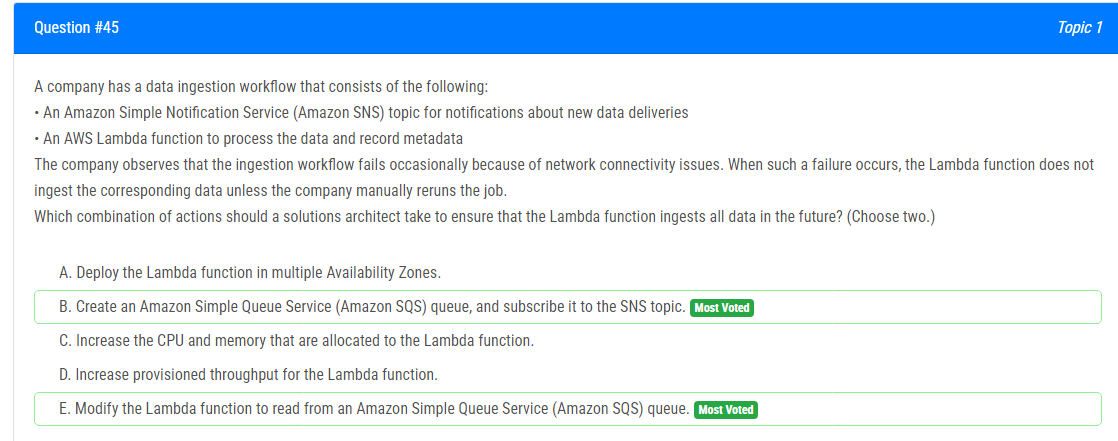 Question #45
Topic 1
A company has a data ingestion workflow that consists of the following:
• An Amazon Simple Notification Service (Amazon SNS) topic for notifications about new data deliveries
• An AWS Lambda function to process the data and record metadata
The company observes that the ingestion workflow fails occasionally because of network connectivity issues. When such a failure occurs, the Lambda function does not
ingest the corresponding data unless the company manually reruns the job.
Which combination of actions should a solutions architect take to ensure that the Lambda function ingests all data in the future? (Choose two.)
A. Deploy the Lambda function in multiple Availability Zones.
B. Create an Amazon Simple Queue Service (Amazon SQS) queue, and subscribe it to the SNS topic. Most Voted
C. Increase the CPU and memory that are allocated to the Lambda function.
D. Increase provisioned throughput for the Lambda function.
E. Modify the Lambda function to read from an Amazon Simple Queue Service (Amazon SQS) queue. Most Voted